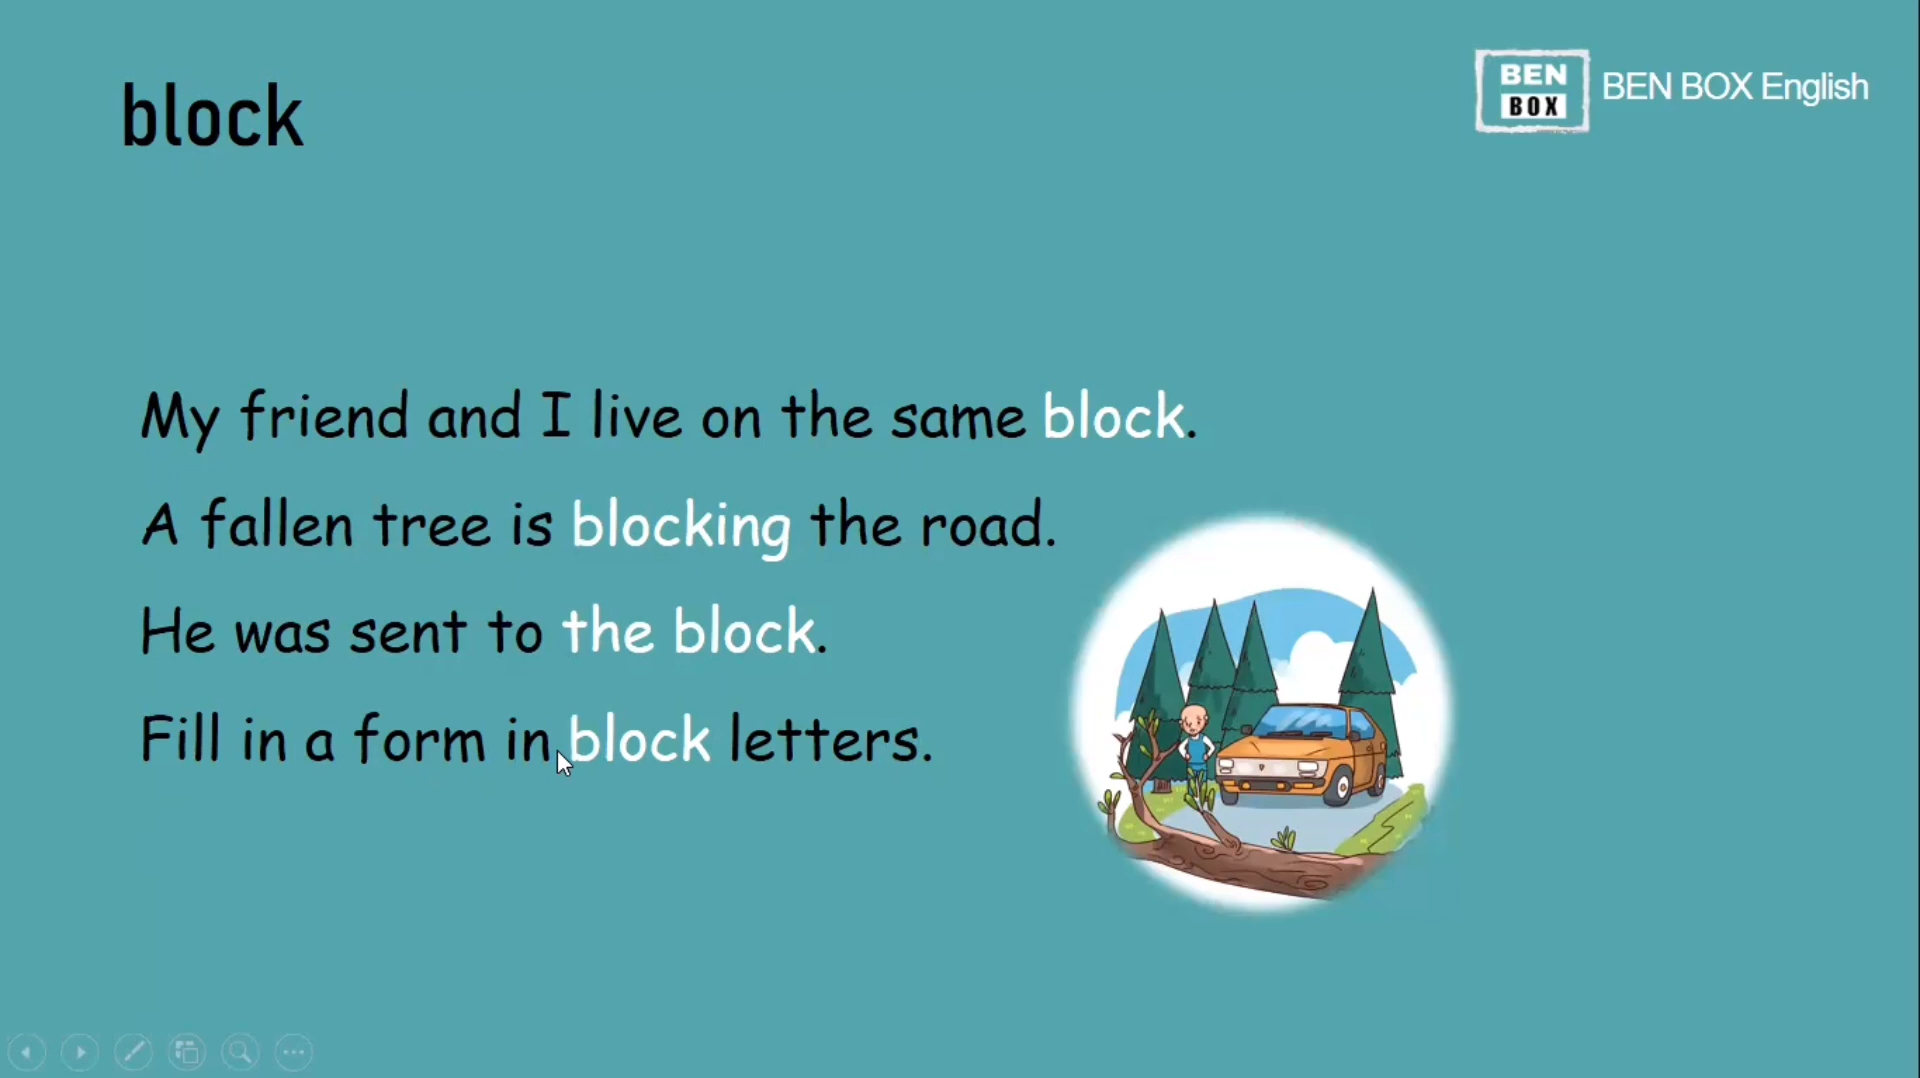 block
BEN
BOX
BEN BOX English
My friend and I live on the same block.
A fallen tree is blocking the road.
He was sent to the block.
Fill in a form in block letters.